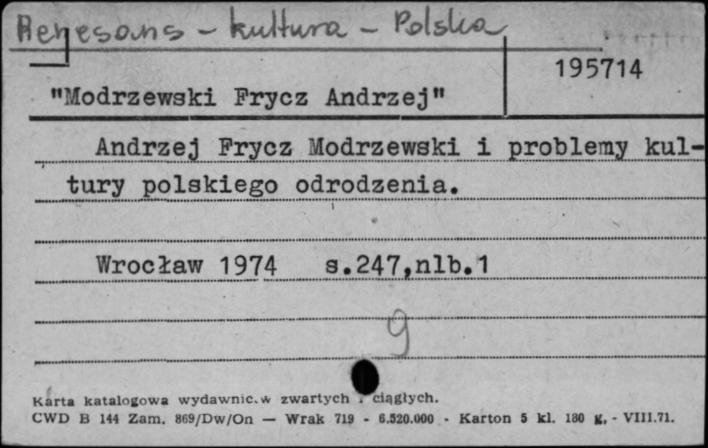 Renesans - kultura - Polska
195714
"Modrzewski Frycz Andrzej"
Andrzej Frycz Modrzewski i problemy kul-
tury polskiego odrodzenia.
Wrocław 1974 s.247,nlb.1
9
Karta katalogowa wydawnic.w zwartych i ciągłych.
CWD B 144 Zam. 869/Dw/On — Wrak 719 - 6.520.000 - Karton 5 kl. 180 g. - VIII.71.